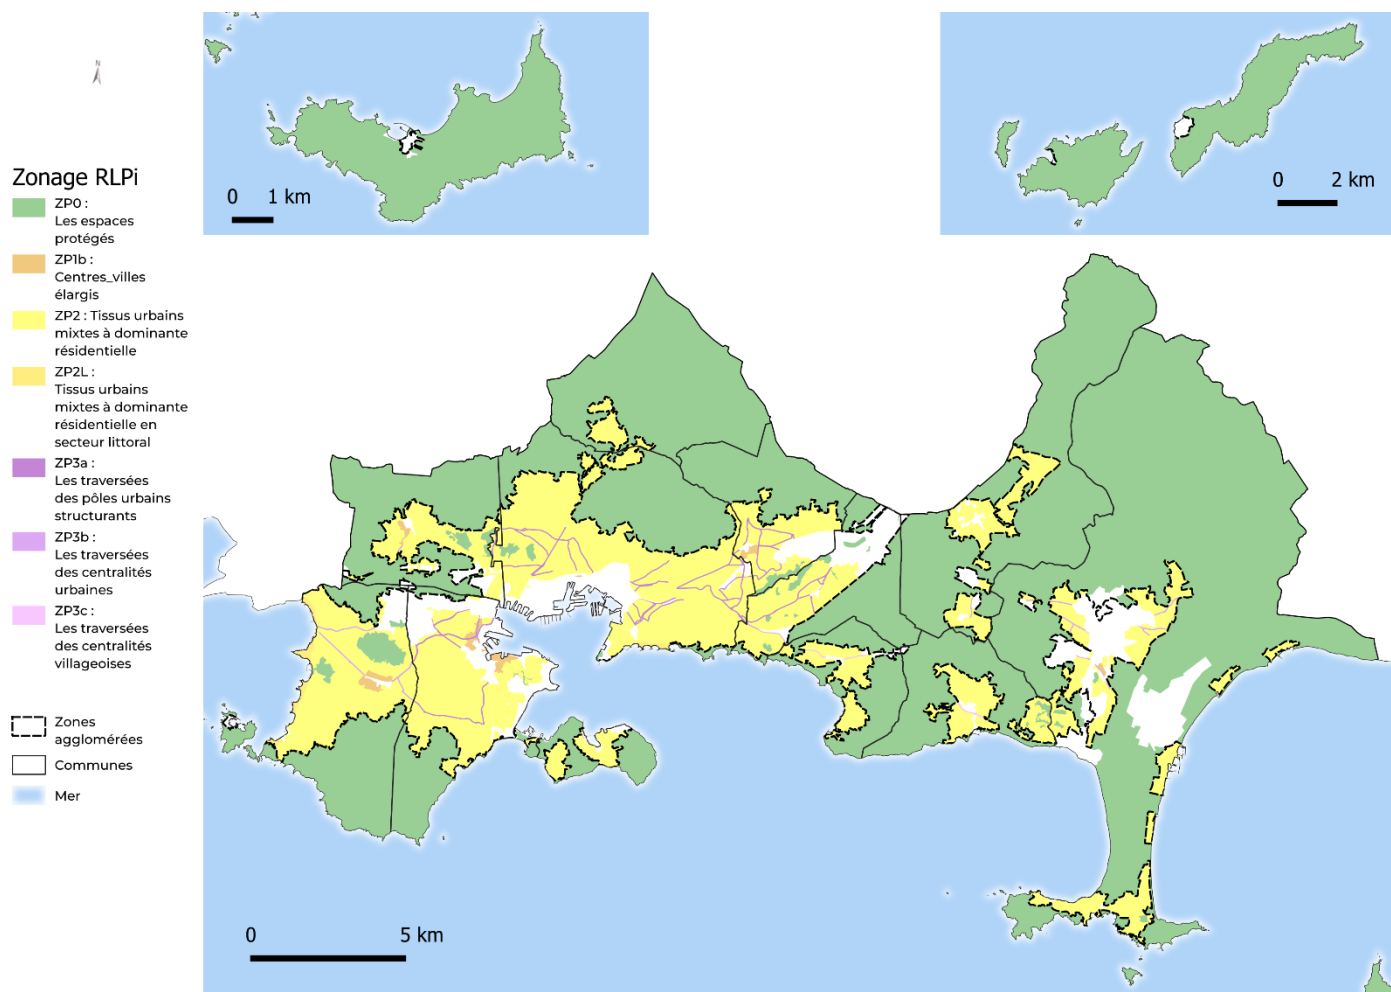 N
Zonage RLPi
ZP0 :
Les espaces
protégés
ZP1b :
Centres_villes
élargis
ZP2 : Tissus urbains
mixtes à dominante
résidentielle
ZP2L :
Tissus urbains
mixtes à dominante
résidentielle en
secteur littoral
ZP3a :
Les traversées
des pôles urbains
structurants
ZP3b :
Les traversées
des centralités
urbaines
ZP3c :
Les traversées
des centralités
villageoises
Zones
agglomérées
Communes
Mer
0 1 km
0 2 km
0 5 km